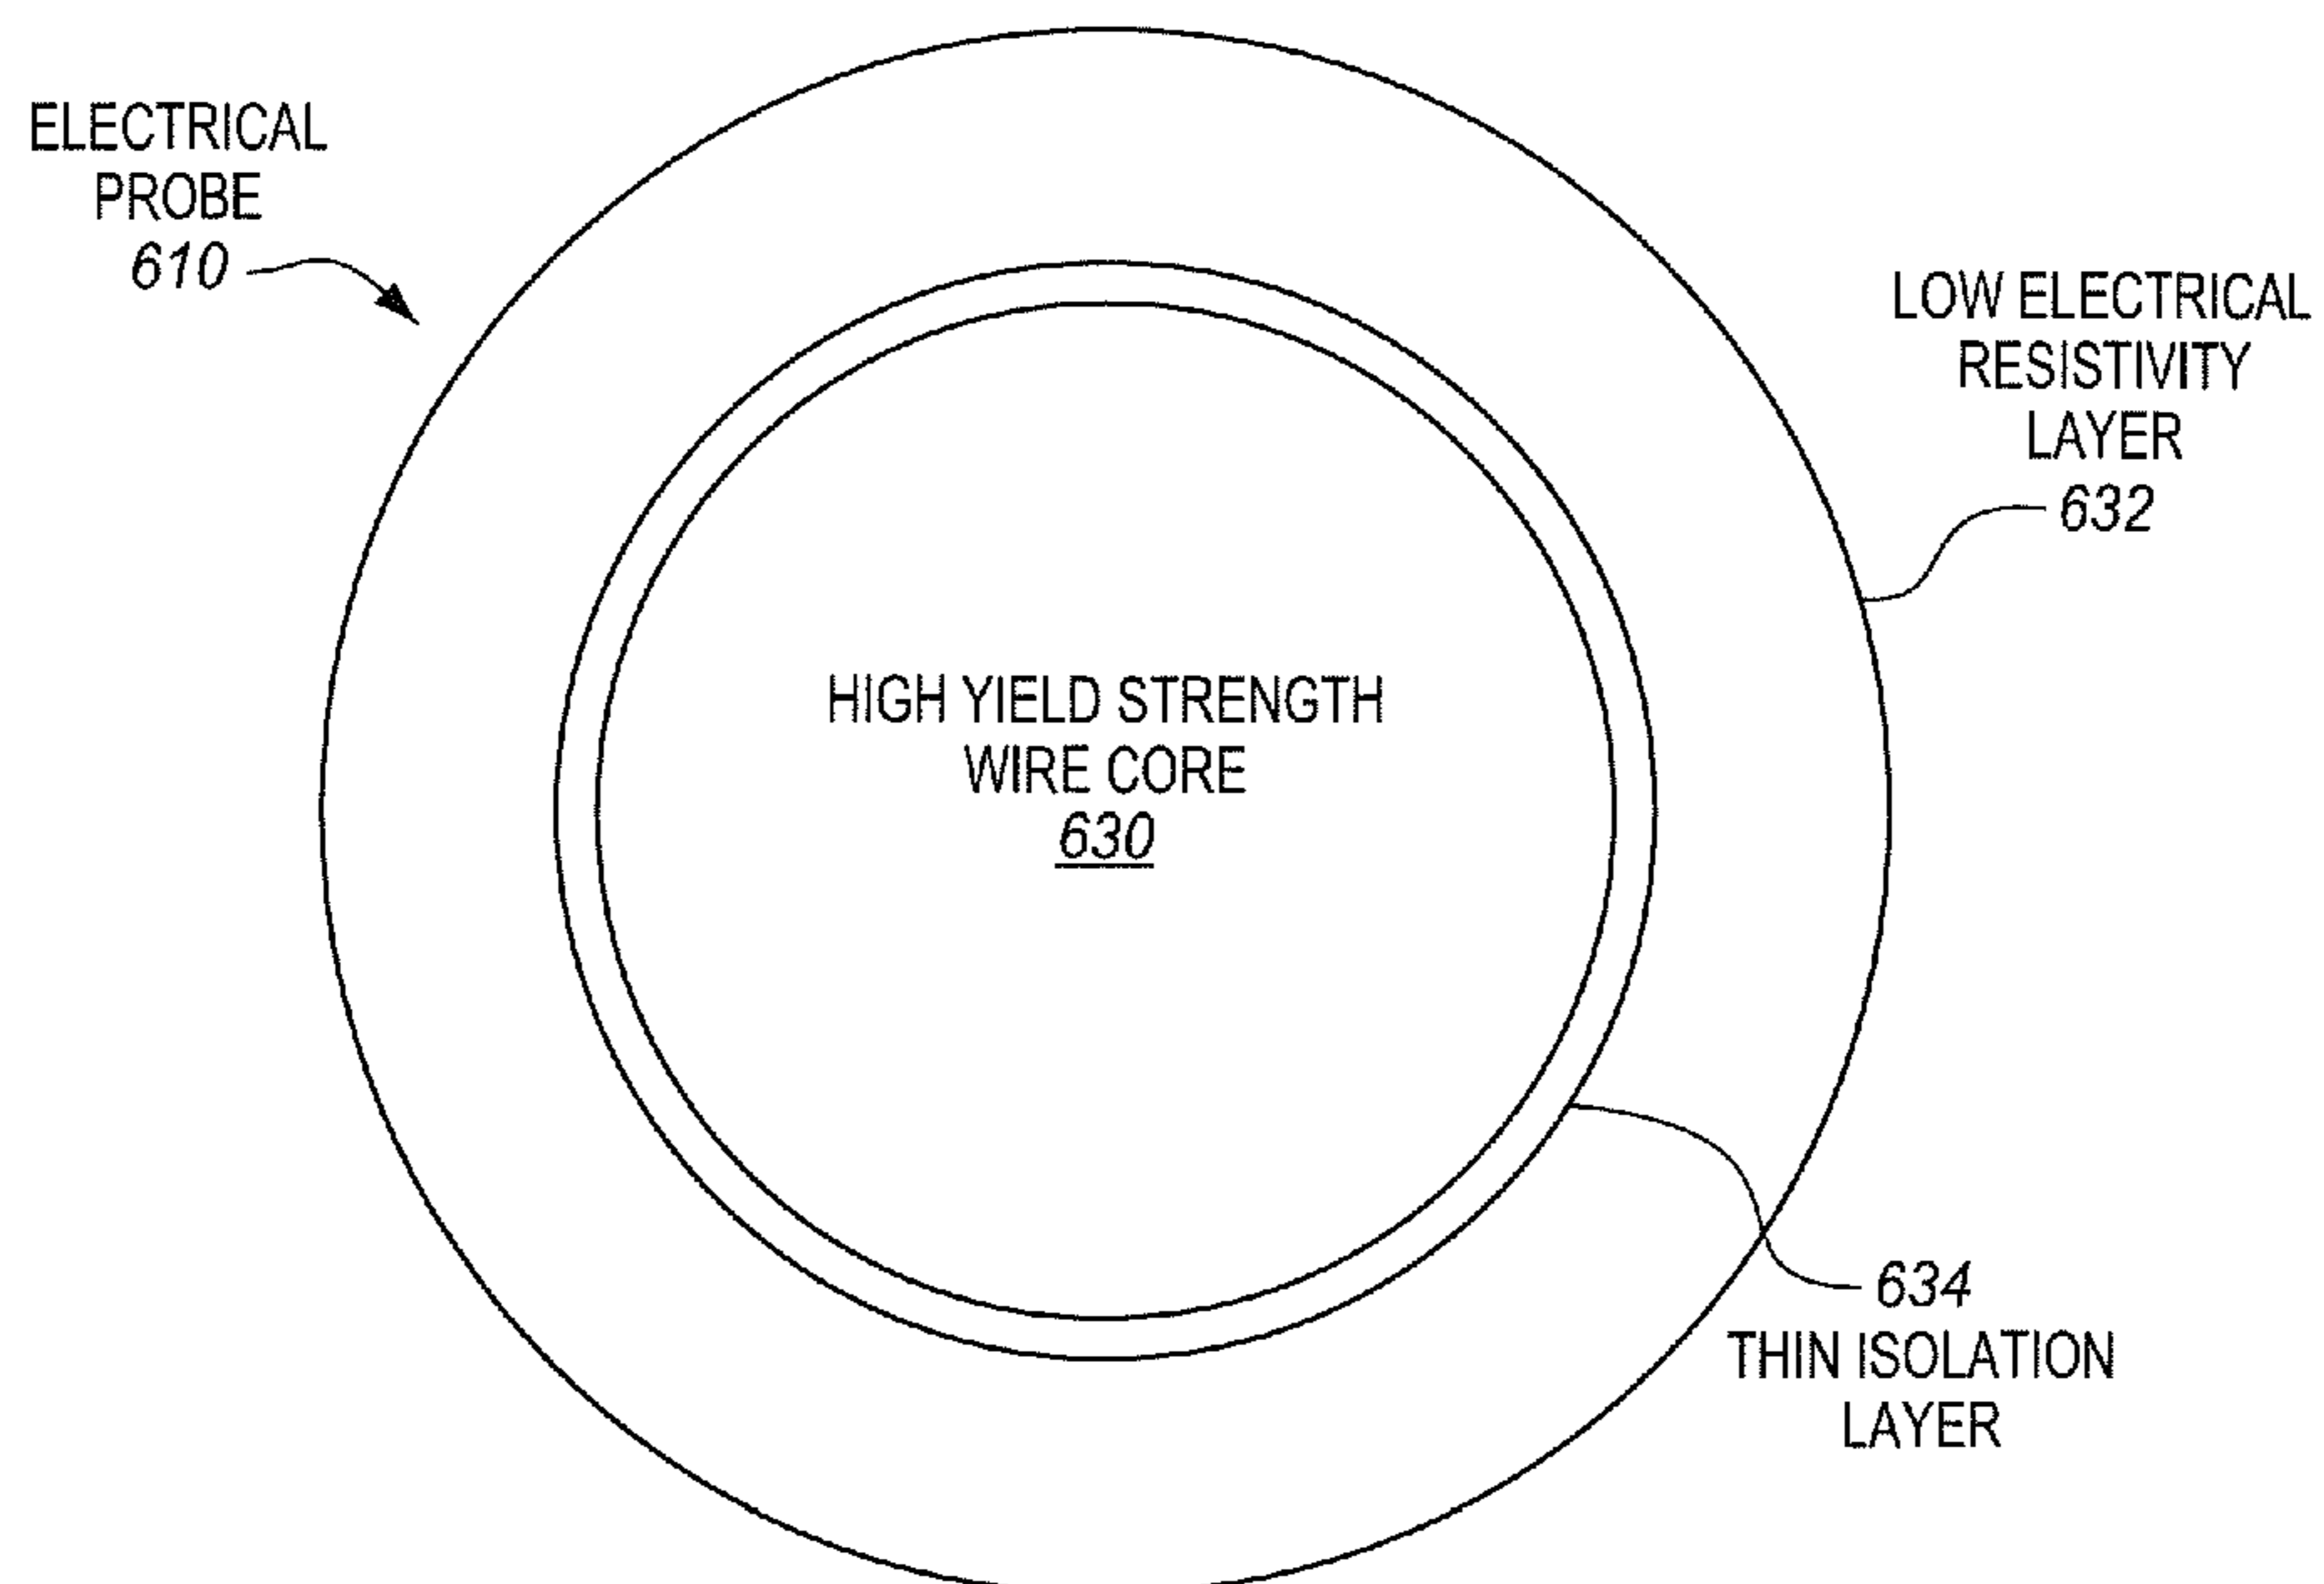 ELECTRICAL
PROBE
610
LOW ELECTRICAL
RESISTIVITY
LAYER
632
HIGH YIELD STRENGTH
WIRE CORE
630
634
THIN ISOLATION
LAYER